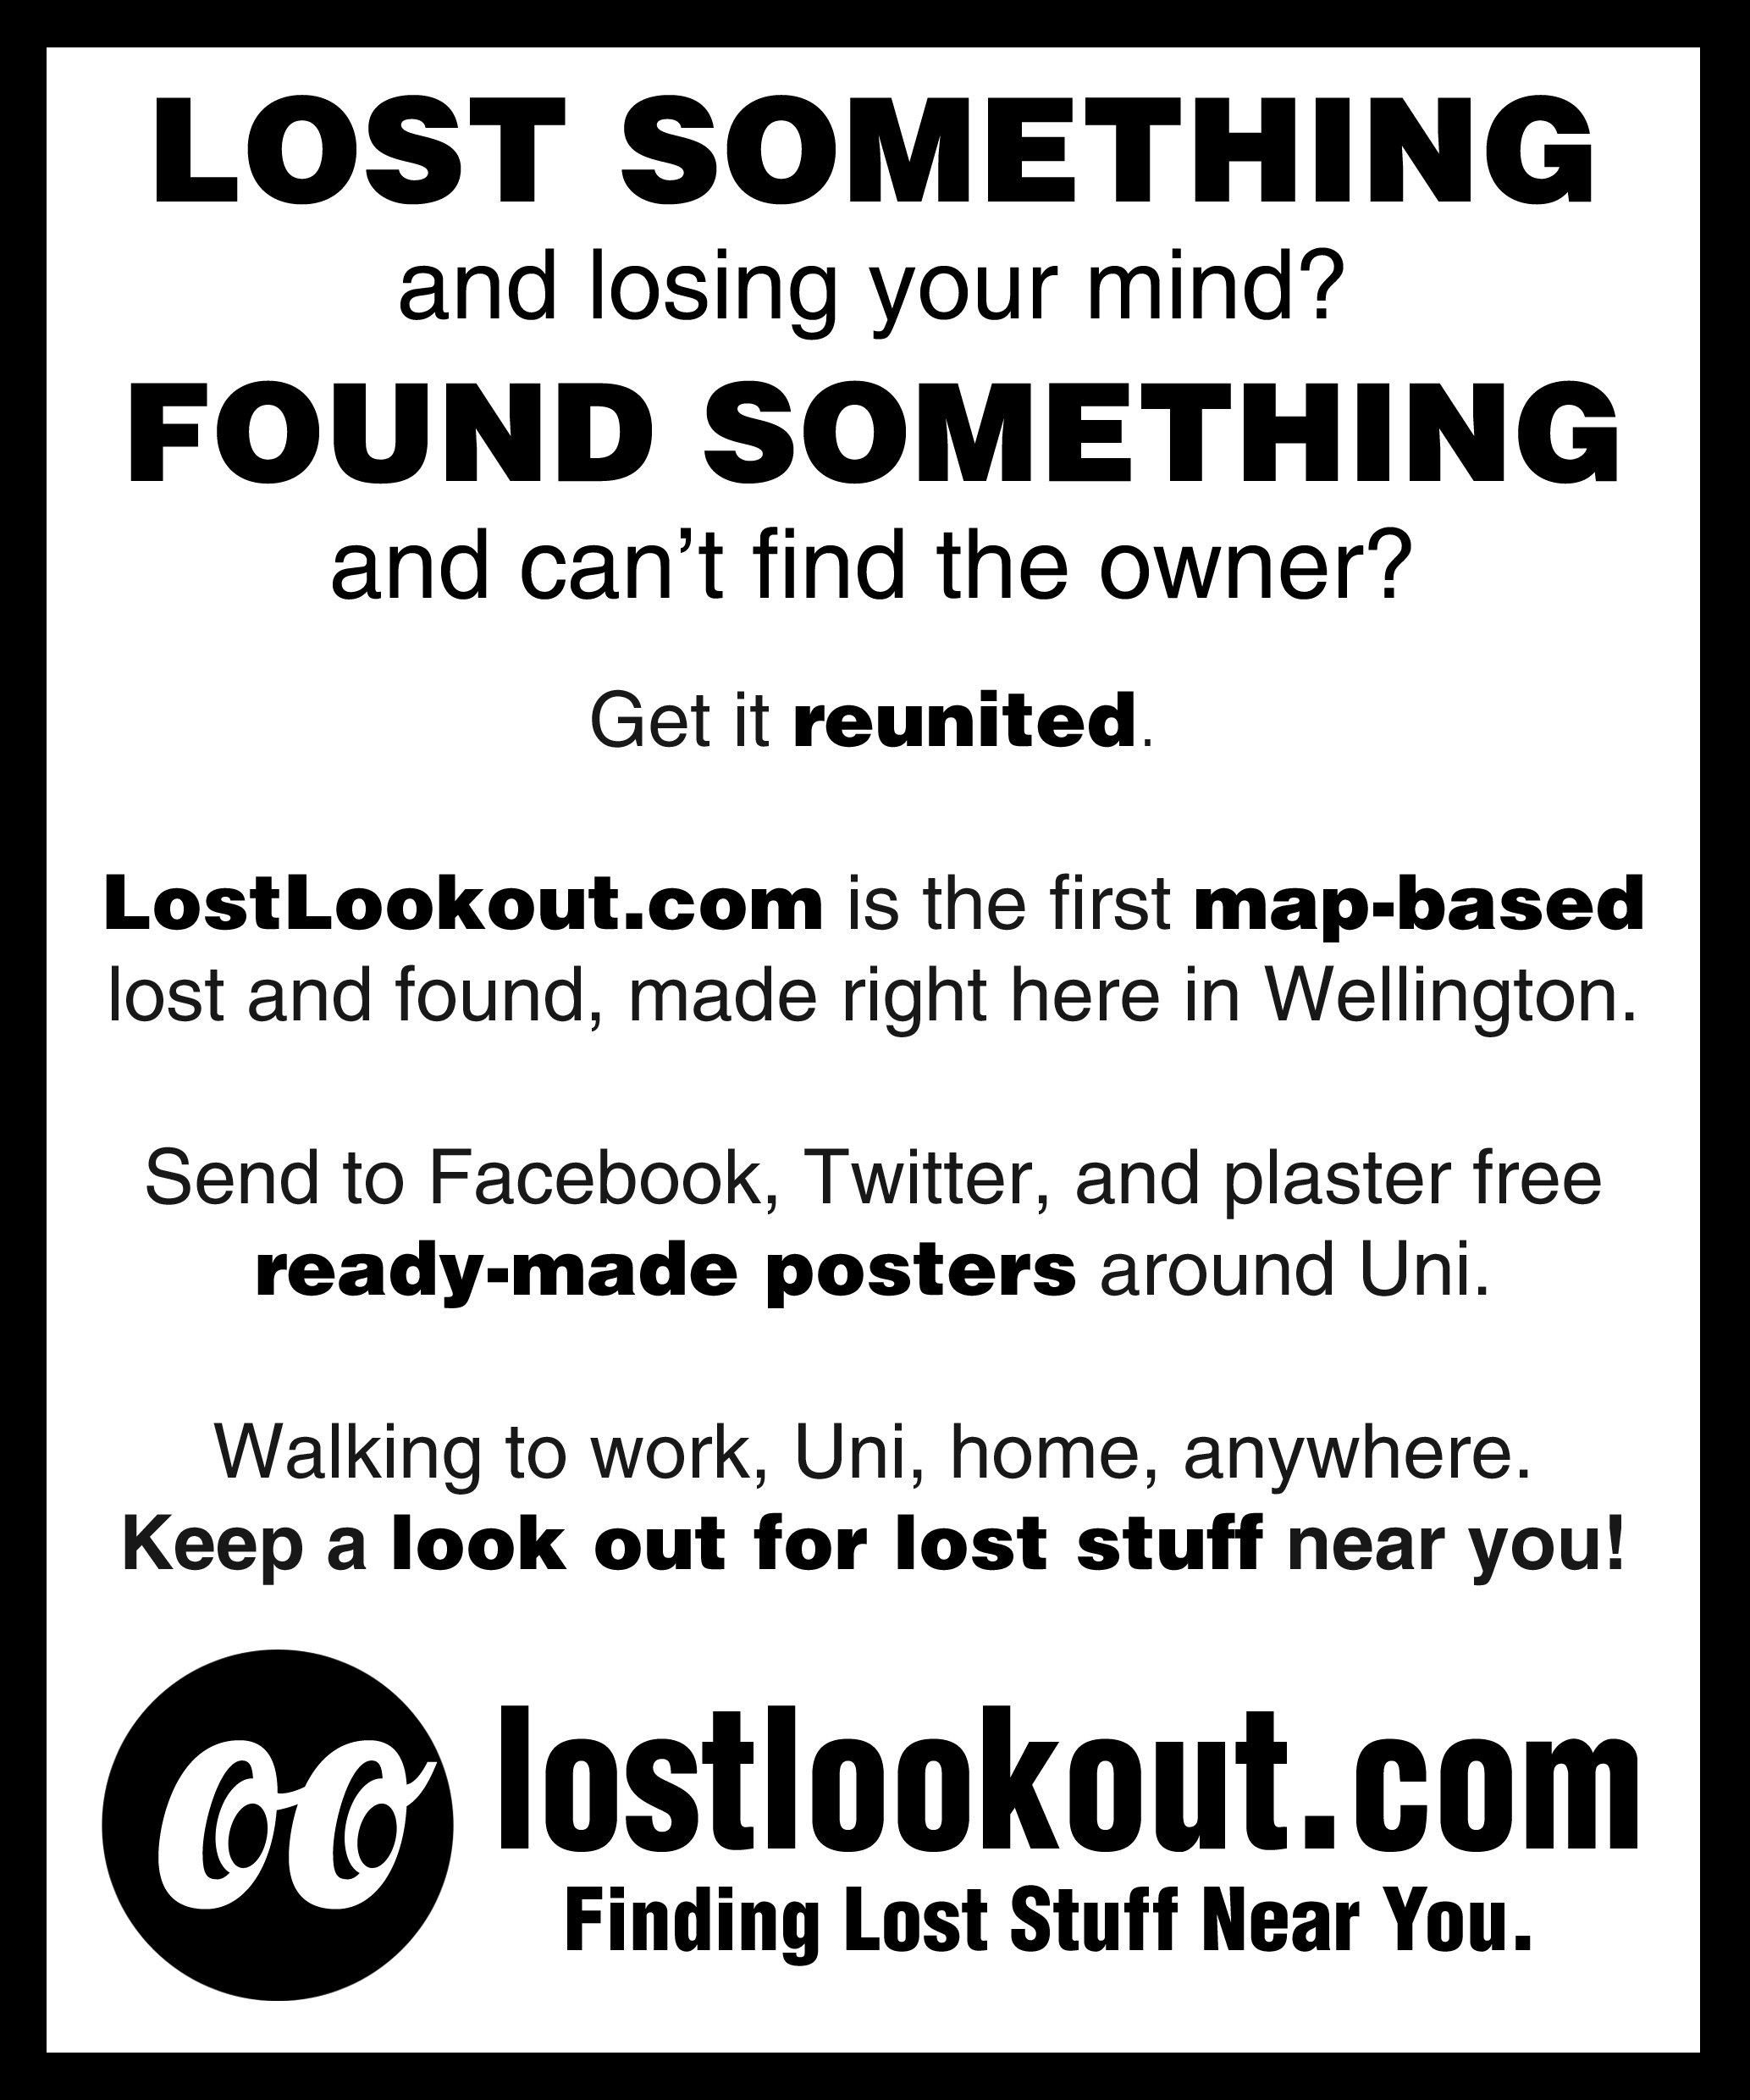 LOST SOMETHING
and losing your mind?
FOUND SOMETHING
and can’t find the owner?
Get it reunited.
LostLookout.com is the first map-based
lost and found, made right here in Wellington.
Send to Facebook, Twitter, and plaster free
ready-made posters around Uni.
Walking to work, Uni, home, anywhere.
Keep a look out for lost stuff near you!
lostlookout.com
Finding Lost Stuff Near You.